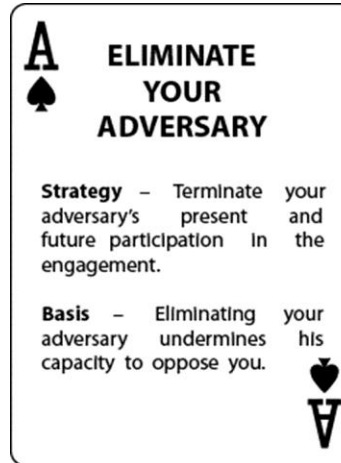 A
ELIMINATE
YOUR
ADVERSARY
Strategy – Terminate your
adversary's present and
future participation in the
engagement.
Basis – Eliminating your
adversary undermines his
capacity to oppose you.
A